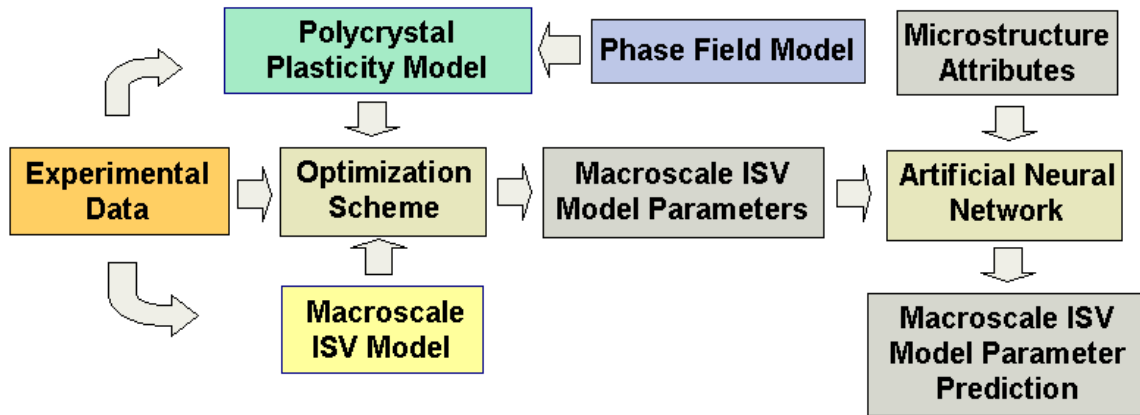 Polycrystal
Plasticity Model
Phase Field Model
Microstructure
Attributes
Experimental
Data
Optimization
Scheme
Macroscale ISV
Model Parameters
Artificial Neural
Network
Macroscale
ISV Model
Macroscale ISV
Model Parameter
Prediction